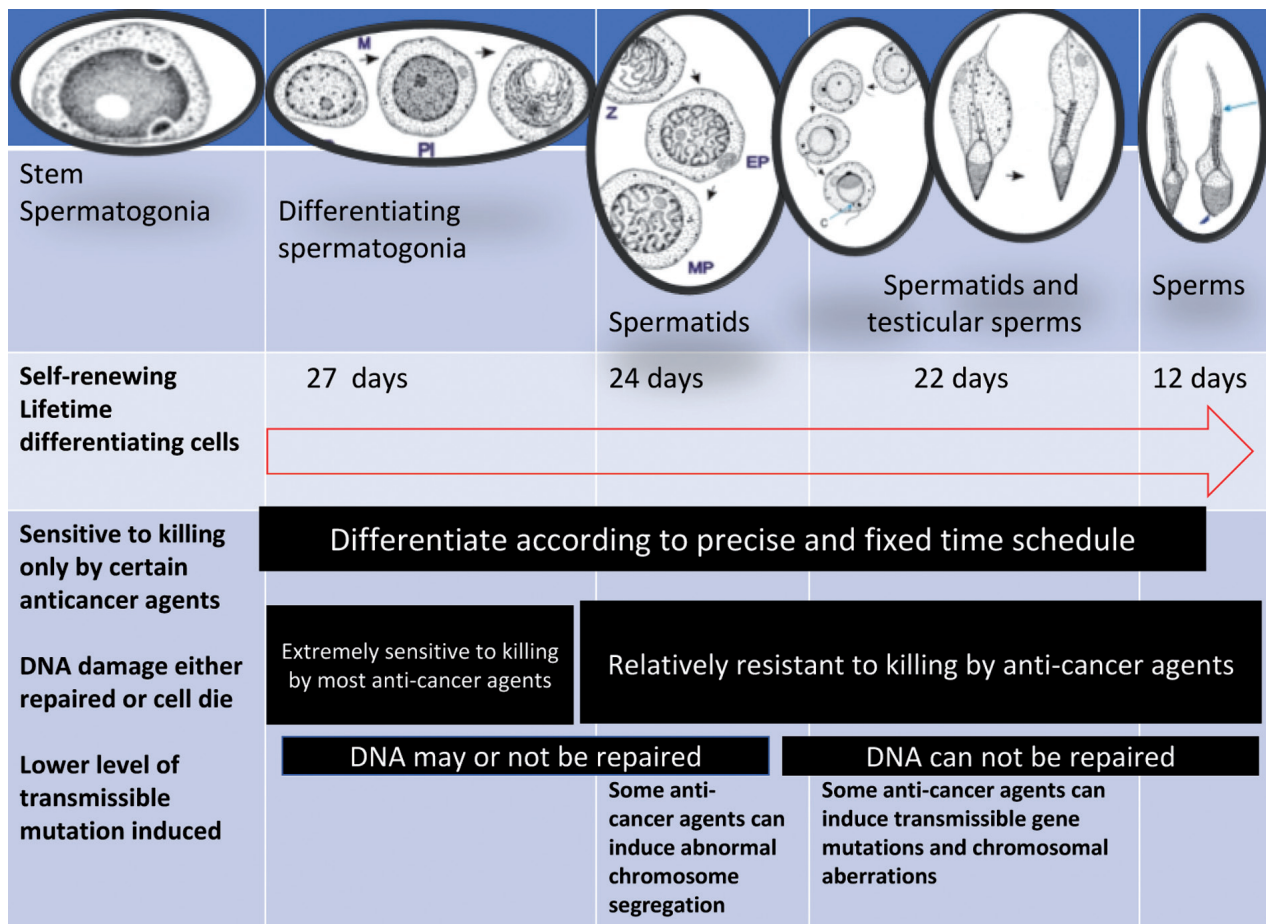 M
PI
Z
EP
MP
C
Stem
Spermatogonia
Differentiating
spermatogonia
Spermatids
Spermatids and
testicular sperms
Sperms
Self-renewing
Lifetime
differentiating cells
27 days
24 days
22 days
12 days
Sensitive to killing
only by certain
anticancer agents
DNA damage either
repaired or cell die
Lower level of
transmissible
mutation induced
Differentiate according to precise and fixed time schedule
Extremely sensitive to killing
by most anti-cancer agents
Relatively resistant to killing by anti-cancer agents
DNA may or not be repaired
DNA can not be repaired
Some anti-
cancer agents can
induce abnormal
chromosome
segregation
Some anti-cancer agents can
induce transmissible gene
mutations and chromosomal
aberrations